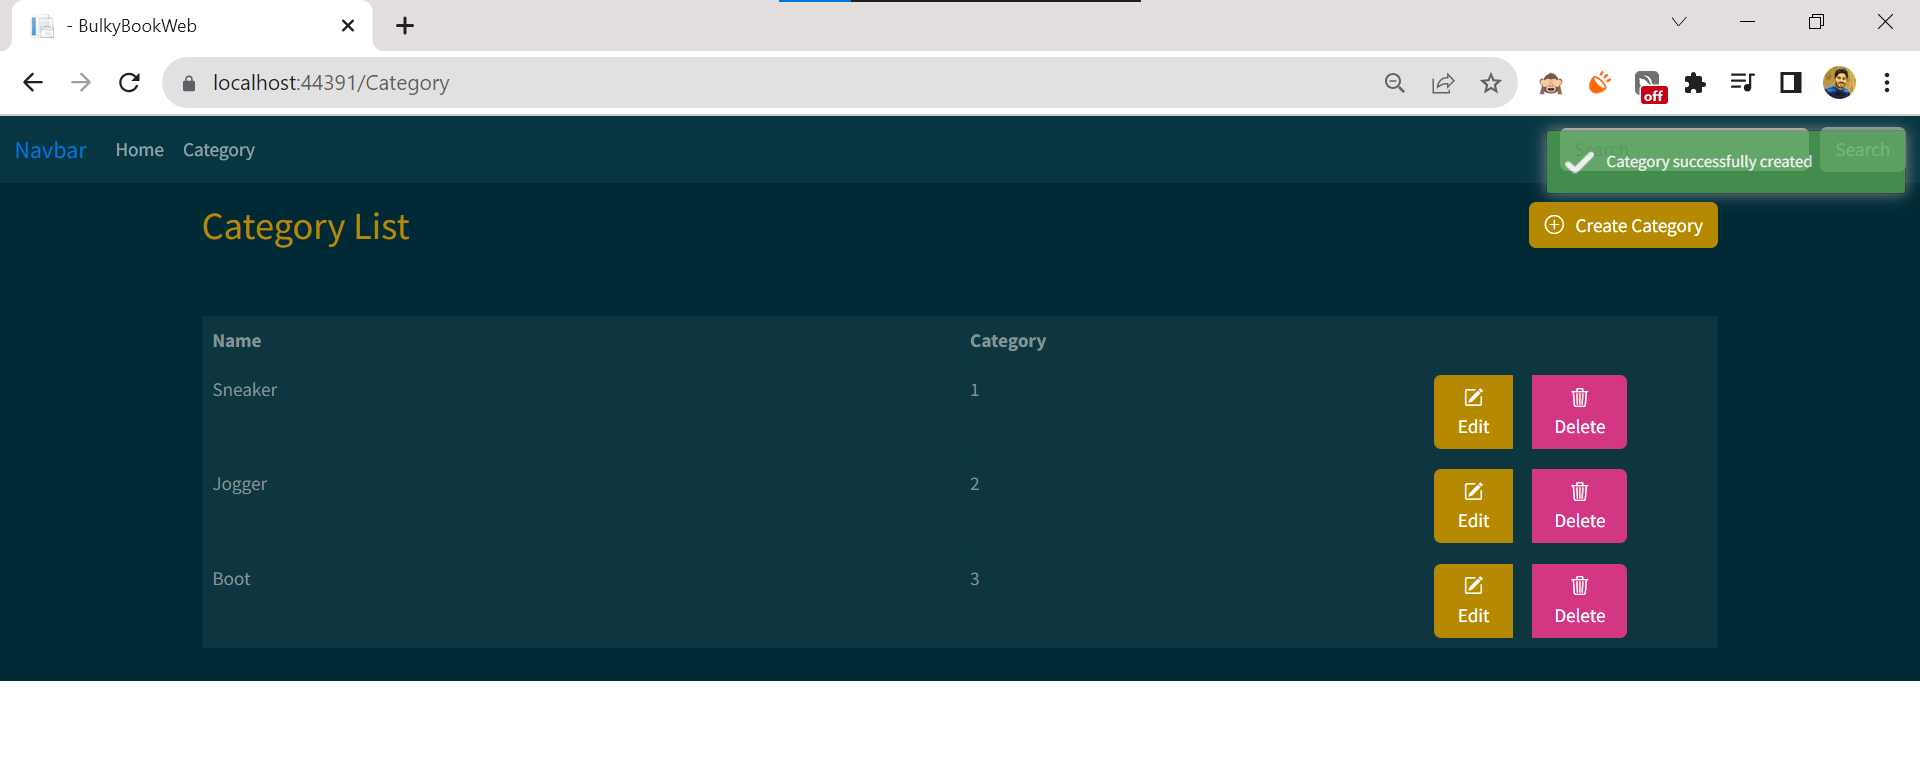 - BulkyBookWeb
localhost:44391/Category
off
Navbar Home Category Search Search
Category successfully created
Category List Create Category
Name Category
Sneaker 1 Edit Delete
Jogger 2 Edit Delete
Boot 3 Edit Delete